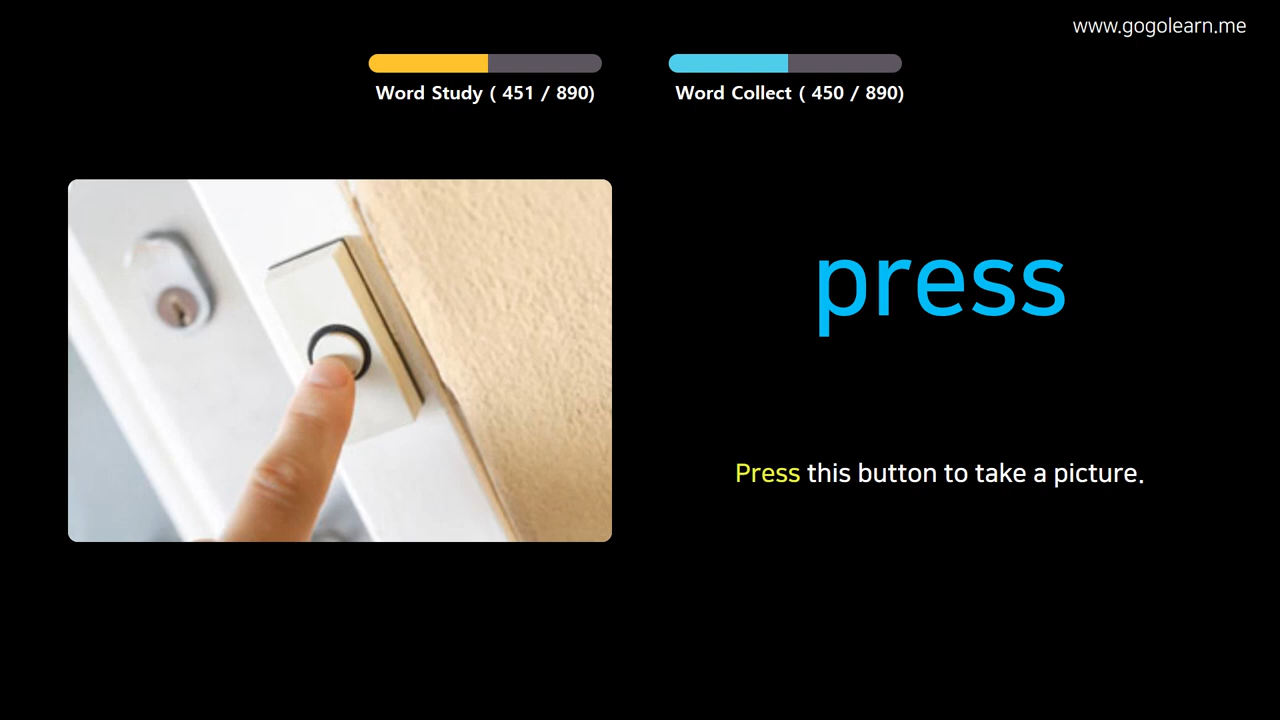 www.gogolearn.me
Word Study ( 451 / 890)
Word Collect ( 450 / 890)
press
Press this button to take a picture.